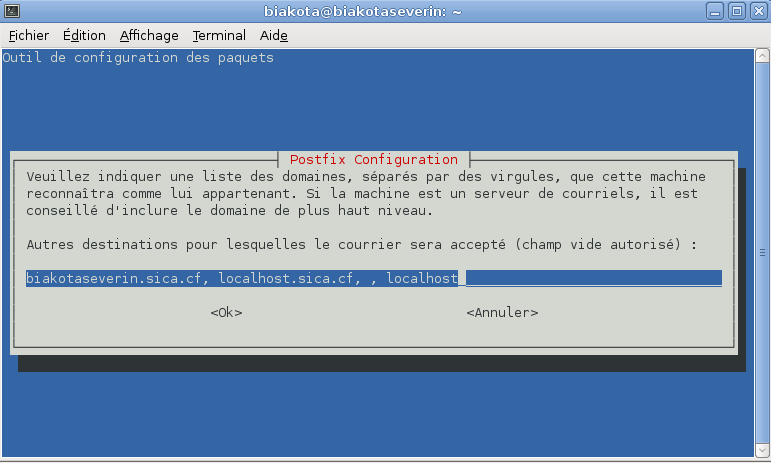 biakota@biakotaseverin: ~
Fichier Édition Affichage Terminal Aide
Outil de configuration des paquets
Postfix Configuration
Veuillez indiquer une liste des domaines, séparés par des virgules, que cette machine
reconnaîtra comme lui appartenant. Si la machine est un serveur de courriels, il est
conseillé d'inclure le domaine de plus haut niveau.
Autres destinations pour lesquelles le courrier sera accepté (champ vide autorisé) :
biakotaseverin.sica.cf, localhost.sica.cf, , localhost
<Ok> <Annuler>